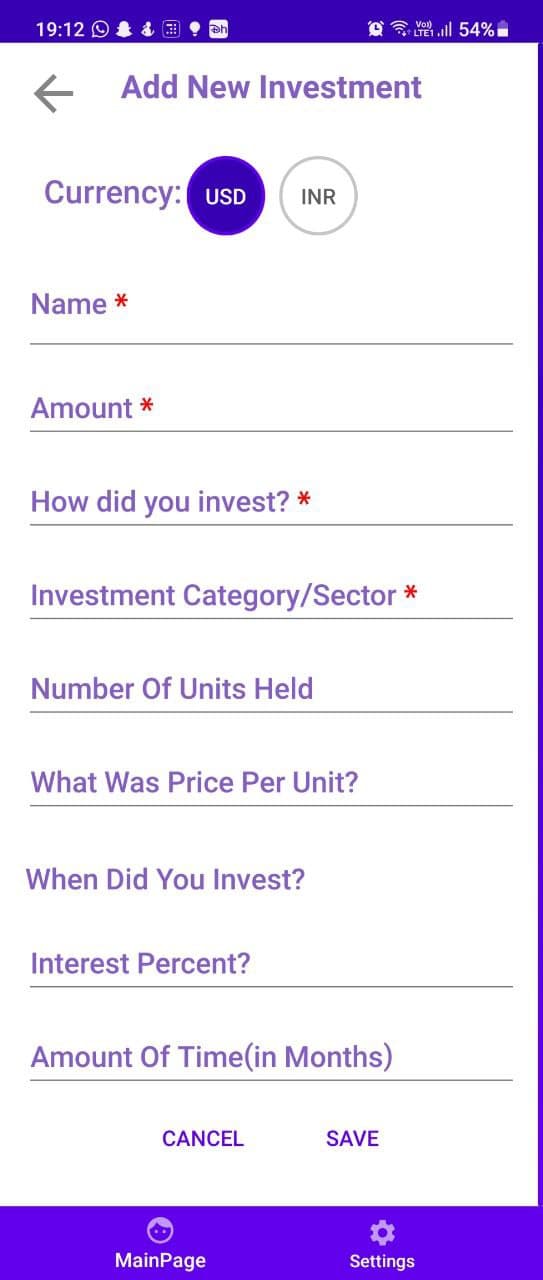 19:12 Vo)) LTE1 54%
Add New Investment
Currency: USD INR
Name *
Amount *
How did you invest? *
Investment Category/Sector *
Number Of Units Held
What Was Price Per Unit?
When Did You Invest?
Interest Percent?
Amount Of Time(in Months)
CANCEL SAVE
MainPage Settings